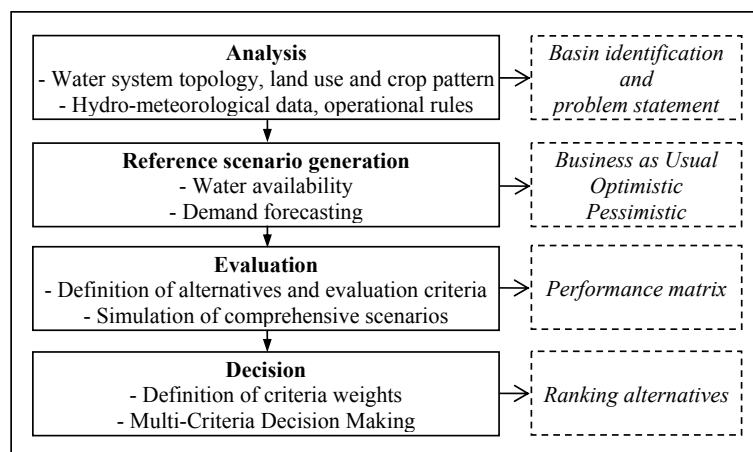 Analysis
- Water system topology, land use and crop pattern
- Hydro-meteorological data, operational rules
Basin identification
and
problem statement
Reference scenario generation
- Water availability
- Demand forecasting
Business as Usual
Optimistic
Pessimistic
Evaluation
- Definition of alternatives and evaluation criteria
- Simulation of comprehensive scenarios
Performance matrix
Decision
- Definition of criteria weights
- Multi-Criteria Decision Making
Ranking alternatives